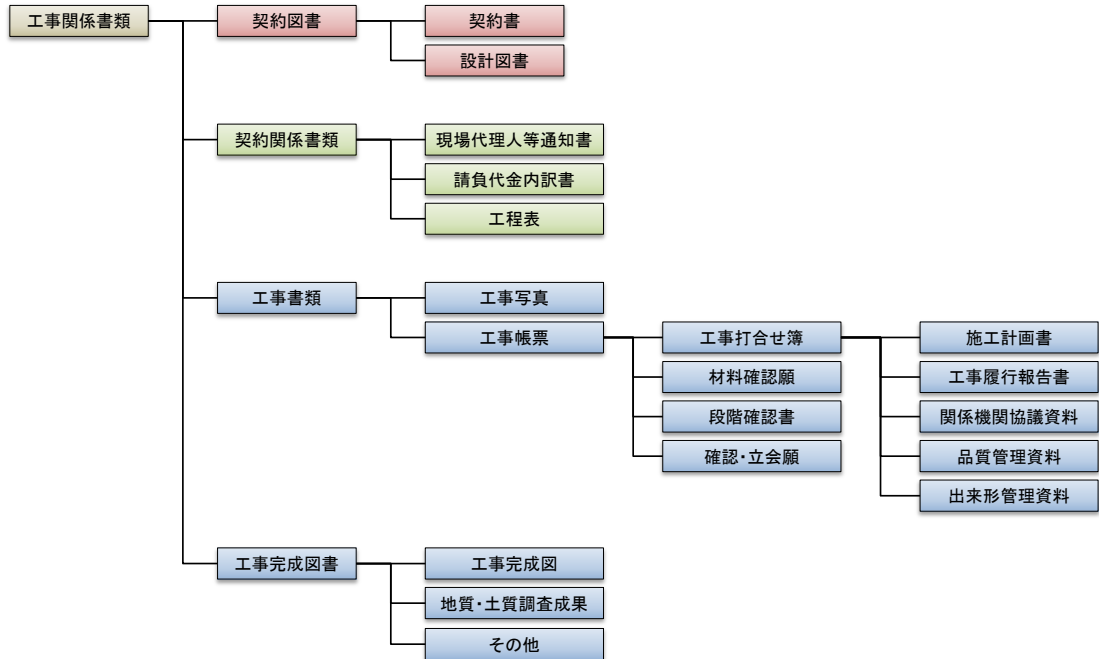 工事関係書類
契約図書
契約書
設計図書
契約関係書類
現場代理人等通知書
請負代金内訳書
工程表
工事書類
工事写真
工事帳票
工事打合せ簿
施工計画書
材料確認願
工事履行報告書
段階確認書
関係機関協議資料
確認・立会願
品質管理資料
出来形管理資料
工事完成図書
工事完成図
地質・土質調査成果
その他